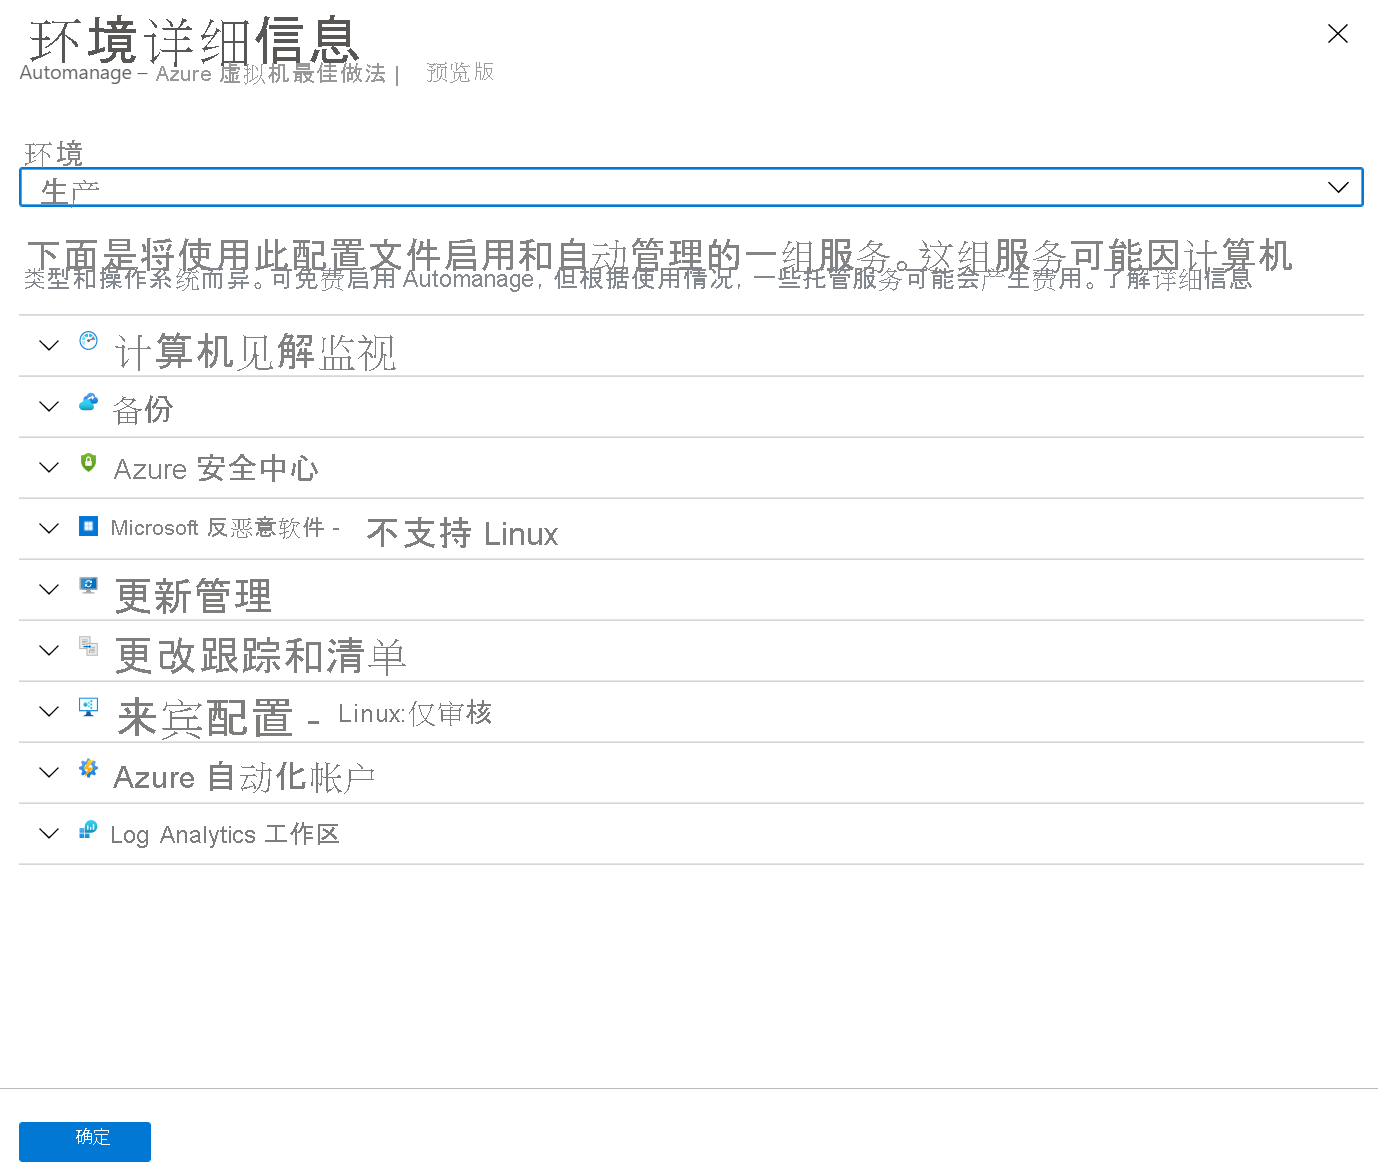 环境详细信息
Automanage – Azure 虚拟机最佳做法 | 预览版
环境
生产
下面是将使用此配置文件启用和自动管理的一组服务。这组服务可能因计算机
类型和操作系统而异。可免费启用 Automanage, 但根据使用情况, 一些托管服务可能会产生费用。了解详细信息
计算机见解监视
备份
Azure 安全中心
Microsoft 反恶意软件 - 不支持 Linux
更新管理
更改跟踪和清单
来宾配置 - Linux:仅审核
Azure 自动化帐户
Log Analytics 工作区
确定